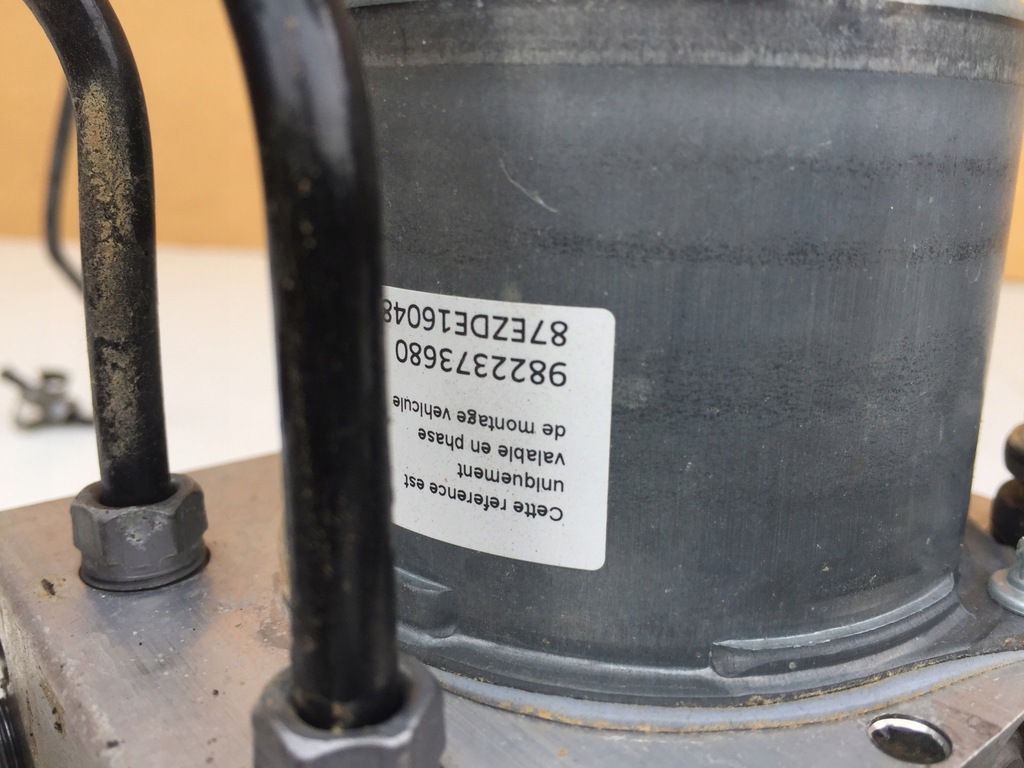 Cette reference est
uniquement
valable en phase
de montage vehicule
9822373680
87EZDE16048